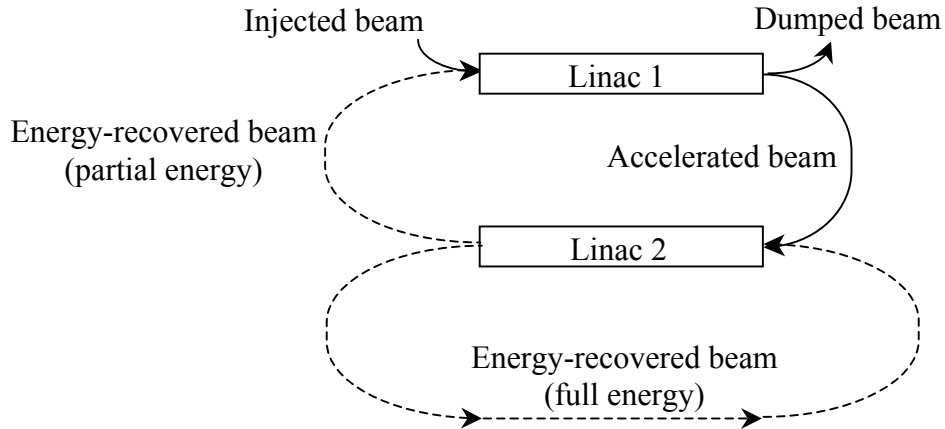 Injected beam
Dumped beam
Linac 1
Energy-recovered beam
(partial energy)
Accelerated beam
Linac 2
Energy-recovered beam
(full energy)